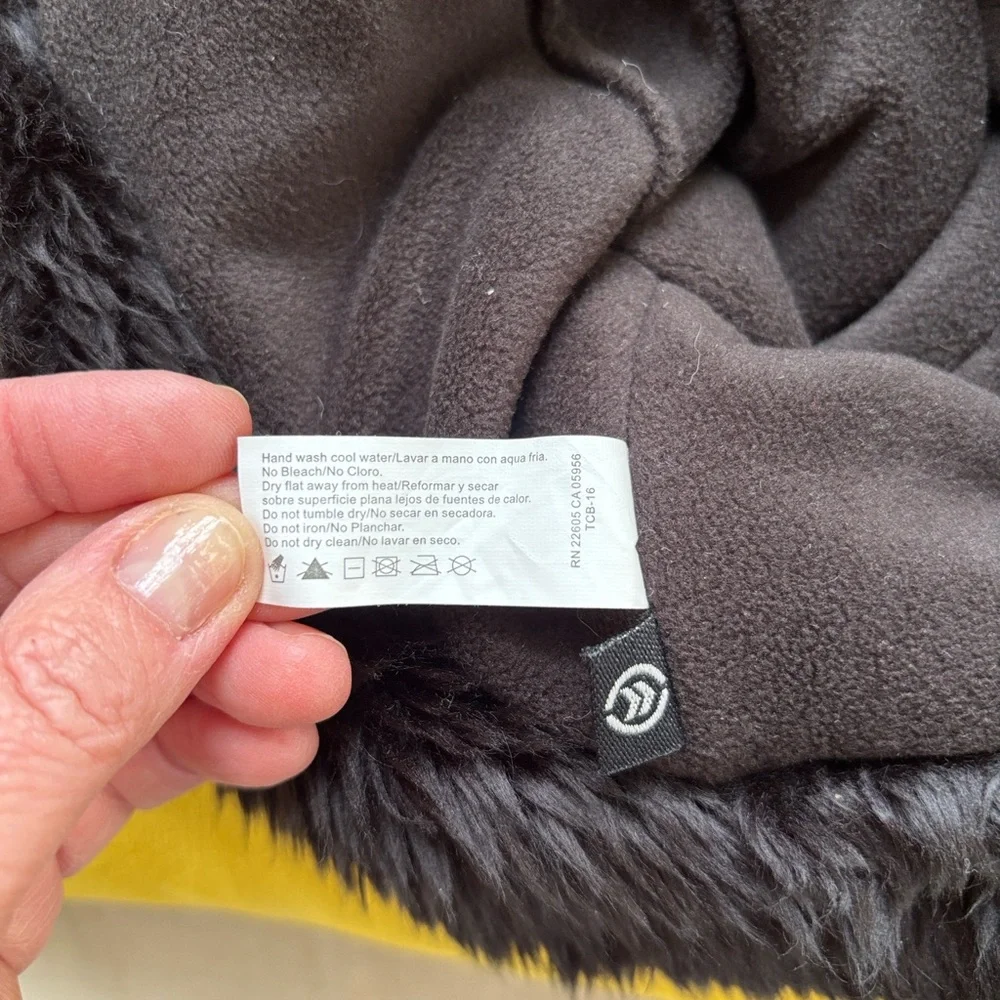 Hand wash cool water/Lavar a mano con aqua fria.
No Bleach/No Cloro.
Dry flat away from heat/Reformar y secar
sobre superficie plana lejos de fuentes de calor.
Do not tumble dry/No secar en secadora.
Do not iron/No Planchar.
Do not dry clean/No lavar en seco.
RN 22605 CA 05956
TCB-16